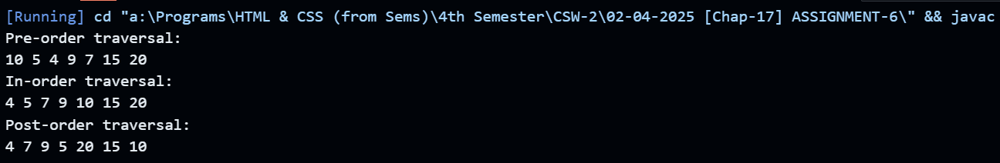 [Running] cd "a:\Programs\HTML & CSS (from Sems)\4th Semester\CSW-2\02-04-2025 [Chap-17] ASSIGNMENT-6\" && javac
Pre-order traversal:
10 5 4 9 7 15 20
In-order traversal:
4 5 7 9 10 15 20
Post-order traversal:
4 7 9 5 20 15 10